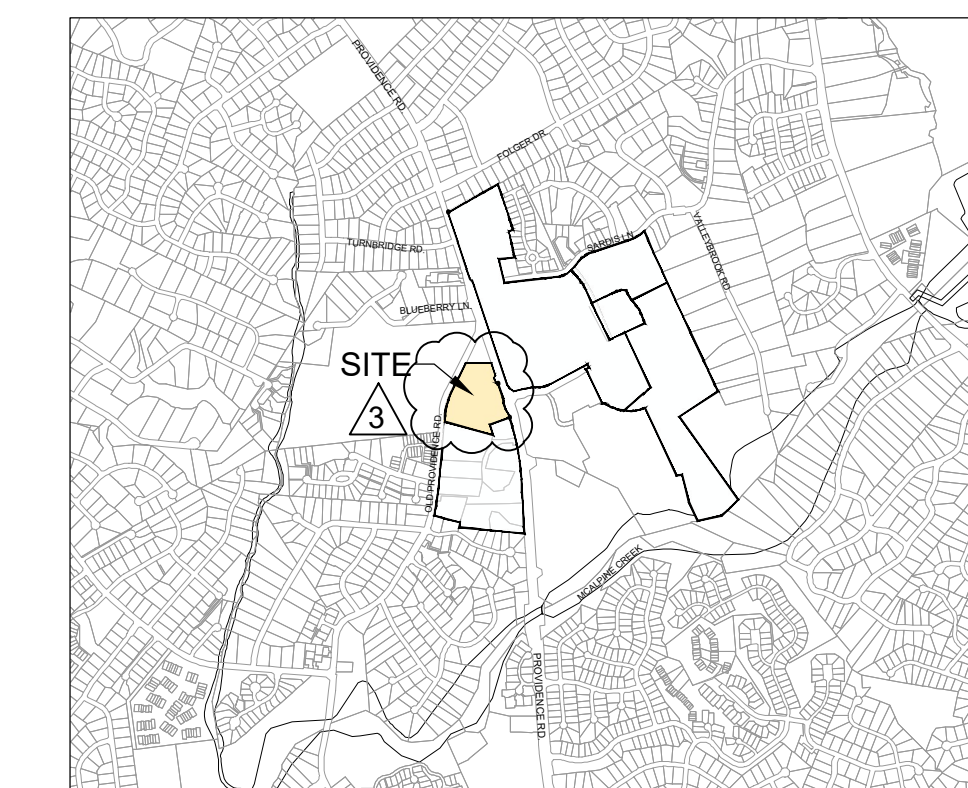 PROVIDENCE RD
FOLGER DR
TURNBRIDGE RD.
SARDIS LN.
VALLEYBROOK RD
BLUEBERRY LN.
SITE
3
OLD PROVIDENCE RD.
MCALPINE CREEK
PROVIDENCE RD.